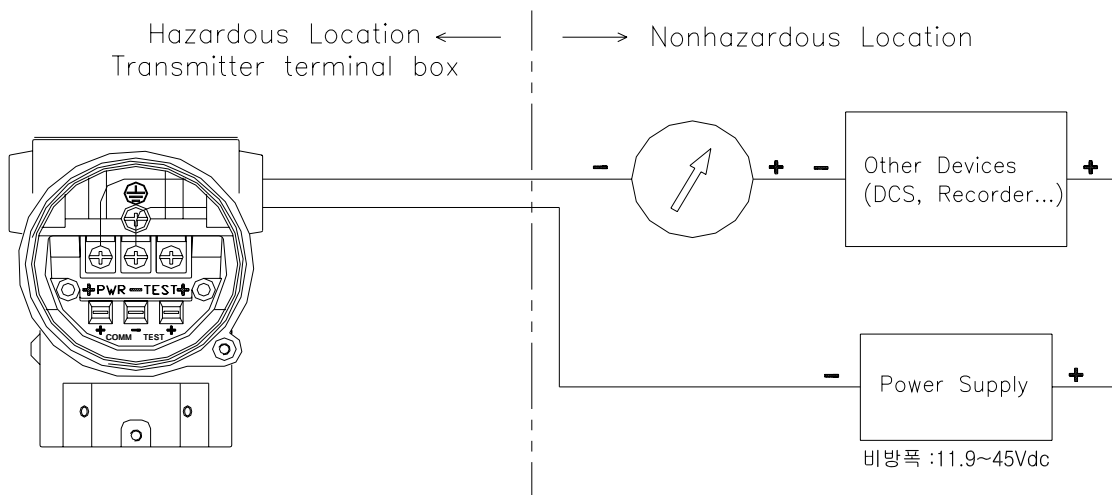 Hazardous Location ← → Nonhazardous Location
Transmitter terminal box
- + - Other Devices +
(DCS, Recorder...)
+PWR-TEST+
+ - +
COMM TEST
- Power Supply +
비방폭 :11.9~45Vdc